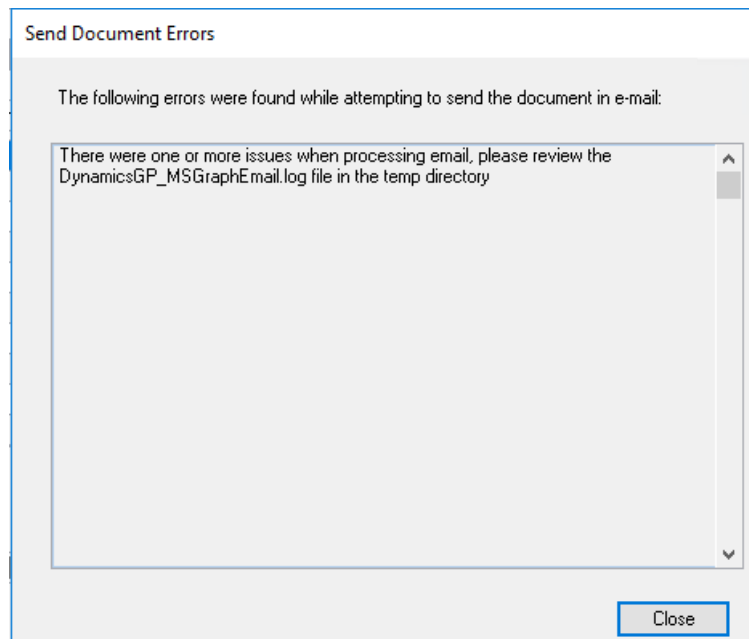 Send Document Errors
The following errors were found while attempting to send the document in e-mail:
There were one or more issues when processing email, please review the
DynamicsGP_MSGraphEmail.log file in the temp directory
Close